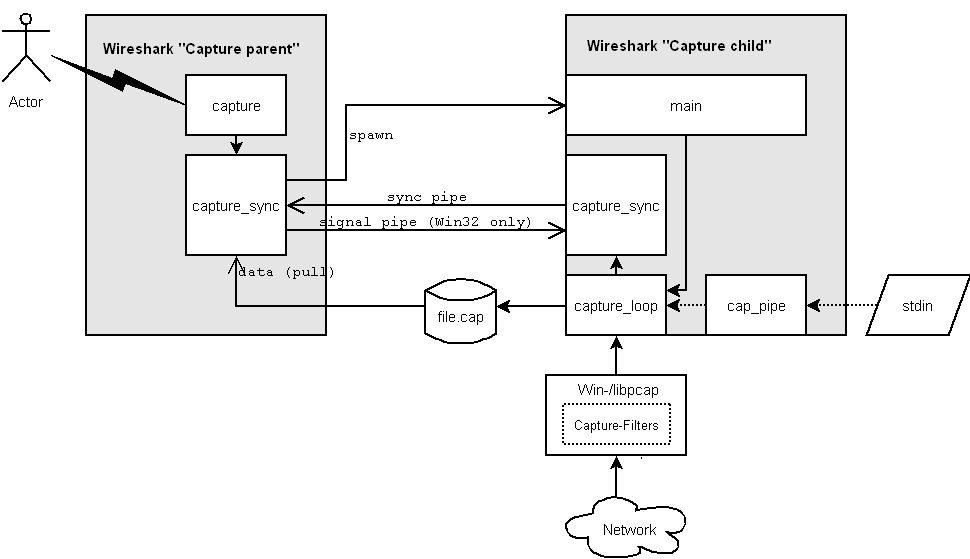 Wireshark "Capture parent"
Wireshark "Capture child"
Actor
capture
main
spawn
capture_sync
sync pipe
capture_sync
signal pipe (Win32 only)
data (pull)
file.cap
capture_loop
cap_pipe
stdin
Win-/libpcap
Capture-Filters
Network